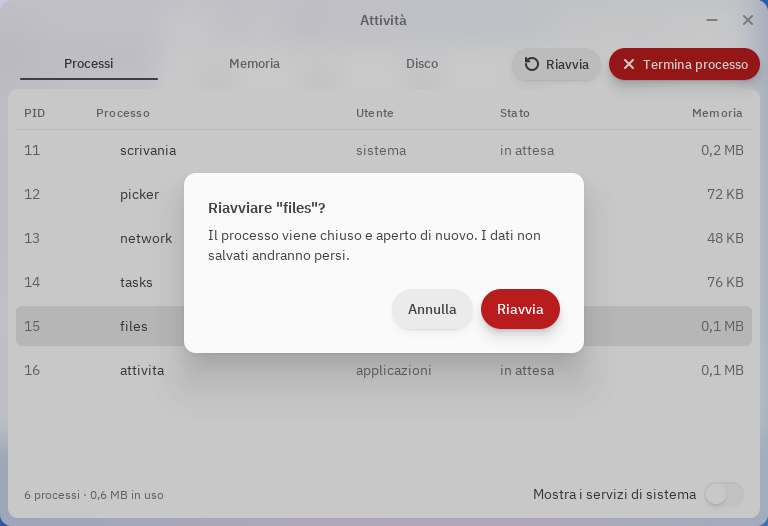 Attività
Processi Memoria Disco Riavvia Termina processo
PID Processo Utente Stato Memoria
11 scrivania sistema in attesa 0,2 MB
12 picker 72 KB
13 network 48 KB
14 tasks 76 KB
15 files 0,1 MB
16 attivita applicazioni in attesa 0,1 MB
Riavviare "files"?
Il processo viene chiuso e aperto di nuovo. I dati non
salvati andranno persi.
Annulla Riavvia
6 processi · 0,6 MB in uso Mostra i servizi di sistema